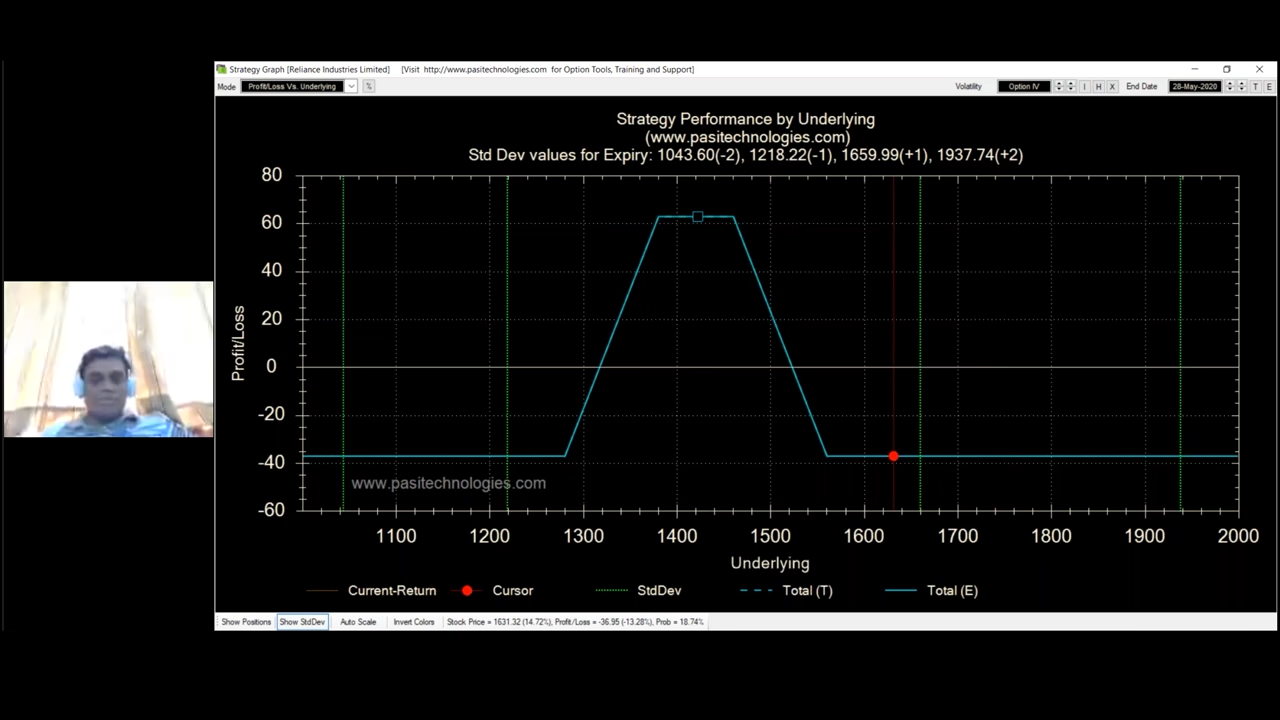 Strategy Graph [Reliance Industries Limited] [Visit http://www.pasitechnologies.com for Option Tools, Training and Support]
Mode Profit/Loss Vs. Underlying % Volatility Option IV I H X End Date 28-May-2020 T E
Strategy Performance by Underlying
(www.pasitechnologies.com)
Std Dev values for Expiry: 1043.60(-2), 1218.22(-1), 1659.99(+1), 1937.74(+2)
80
60
40
20
0
-20
-40
-60
Profit/Loss
www.pasitechnologies.com
1100 1200 1300 1400 1500 1600 1700 1800 1900 2000
Underlying
Current-Return Cursor StdDev Total (T) Total (E)
Show Positions Show StdDev Auto Scale Invert Colors Stock Price = 1631.32 (14.72%), Profit/Loss = -36.95 (-13.28%), Prob = 18.74%